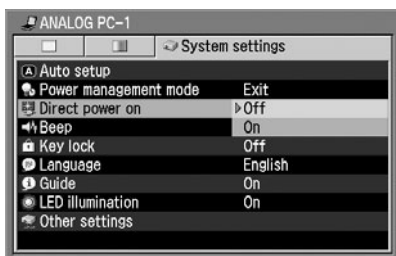 ANALOG PC-1
System settings
A Auto setup
Power management mode Exit
Direct power on Off
Beep On
Key lock Off
Language English
Guide On
LED illumination On
Other settings